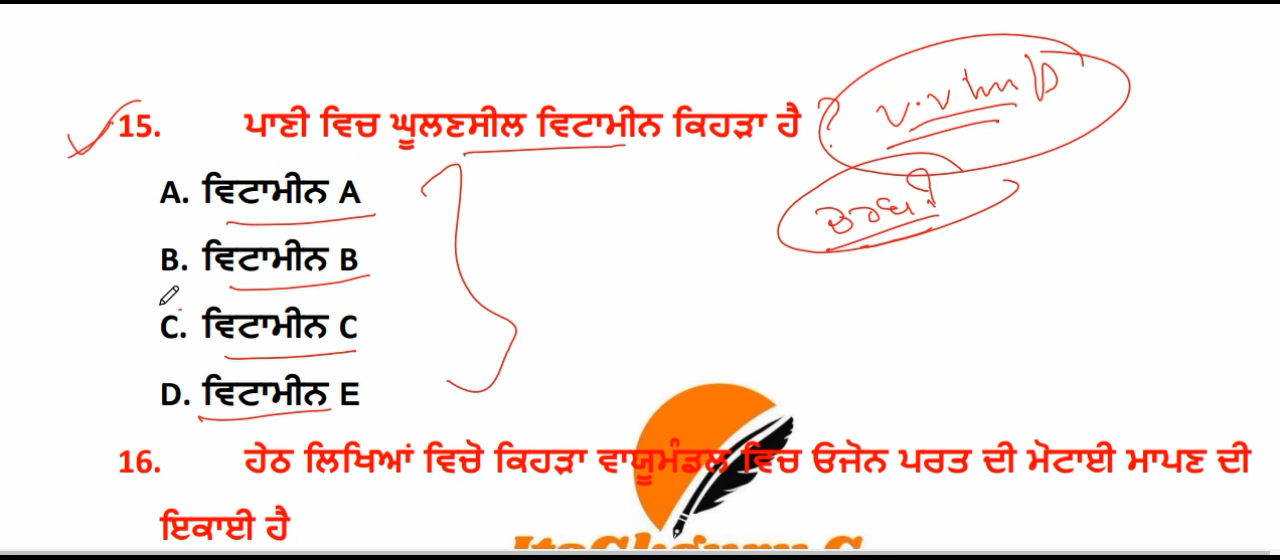 15. ਪਾਣੀ ਵਿਚ ਘੂਲਣਸੀਲ ਵਿਟਾਮੀਨ ਕਿਹੜਾ ਹੈ ?
A. ਵਿਟਾਮੀਨ A
B. ਵਿਟਾਮੀਨ B
C. ਵਿਟਾਮੀਨ C
D. ਵਿਟਾਮੀਨ E
16. ਹੇਠ ਲਿਖਿਆਂ ਵਿਚੋ ਕਿਹੜਾ ਵਾਯੂਮੰਡਲ ਵਿਚ ਓਜੋਨ ਪਰਤ ਦੀ ਮੋਟਾਈ ਮਾਪਣ ਦੀ
ਇਕਾਈ ਹੈ